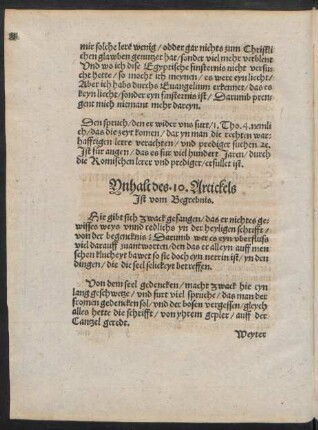 mir solche lere wenig/ odder gar nichts zum Christli
chen glawben genutzet hat/ sonder viel mehr verblent
Vnd wo ich dise Egyptische finsternis nicht versu
cht hette/ so mocht ich meynen/ es were eyn liecht/
Aber ich habs durchs Euangelium erkennet/ das es
keyn liecht/ sonder eyn finsternis ist/ Darumb pren
get mich niemant mehr dareyn.
Den spruch/ den er wider vns furt/ 1. Tho. 4. nemli
ch/ das die zeyt komen/ dar yn man die rechten war:
hafftigen lerer verachten/ vnd prediger suchen ⁊c.
Ist fur augen/ das es fur viel hundert Jaren/ durch
die Romischen lerer vnd prediger/ erfullet ist.
Ynhalt des .10. Artickels
Ist vom Begrebnis.
Hie gibt sich zwack gefangen/ das er nichtes ge:
wisses weys vnnd redlichs yn der heyligen schrifft/
von der begencknis: Darumb wer es eyn vberflusß
viel darauff zuantworten/ den das er alleyn auff men
schen kucheyt bawet so sie doch eyn nerrin ist/ yn den
dingen/ die die seel selickeyt betreffen.
Von dem seel gedencken/ macht zwack hie eyn
lang geschwetze/ vnd furt viel spruche/ das man der
fromen gedencken sol/ vnd der bosen vergessen/ gleych
alles hette die schrifft/ von yhrem gepler/ auff der
Cantzel geredt.
Weyter